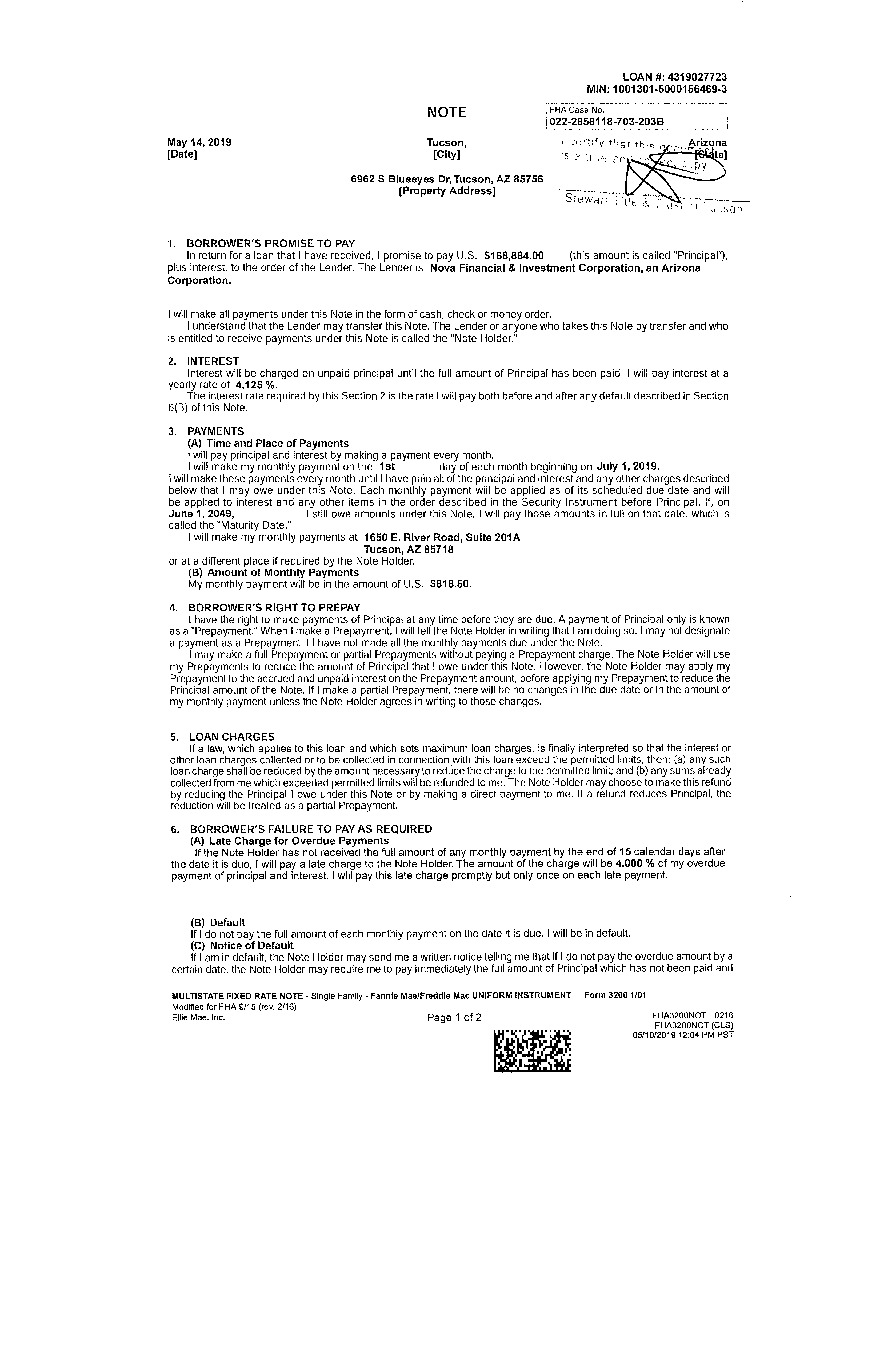 LOAN #: 4319027723
MIN: 1001301-5000156469-3
NOTE
FHA Case No.
022-2858118-703-203B
May 14, 2019
Tucson,
Arizona
[Date]
[City]
[State]
I certify that this document
is a true and copy
6962 S Blueeyes Dr, Tucson, AZ 85756
[Property Address]
Stewart Title &
1. BORROWER'S PROMISE TO PAY
In return for a loan that I have received, I promise to pay U.S. $168,884.00 (this amount is called "Principal"),
plus interest, to the order of the Lender. The Lender is Nova Financial & Investment Corporation, an Arizona
Corporation.
I will make all payments under this Note in the form of cash, check or money order.
I understand that the Lender may transfer this Note. The Lender or anyone who takes this Note by transfer and who
is entitled to receive payments under this Note is called the "Note Holder."
2. INTEREST
Interest will be charged on unpaid principal until the full amount of Principal has been paid. I will pay interest at a
yearly rate of 4.125 %.
The interest rate required by this Section 2 is the rate I will pay both before and after any default described in Section
6(B) of this Note.
3. PAYMENTS
(A) Time and Place of Payments
I will pay principal and interest by making a payment every month.
I will make my monthly payment on the 1st day of each month beginning on July 1, 2019.
I will make these payments every month until I have paid all of the principal and interest and any other charges described
below that I may owe under this Note. Each monthly payment will be applied as of its scheduled due date and will
be applied to interest and any other items in the order described in the Security Instrument before Principal. If, on
June 1, 2049, I still owe amounts under this Note, I will pay those amounts in full on that date, which is
called the "Maturity Date."
I will make my monthly payments at 1650 E. River Road, Suite 201A
Tucson, AZ 85718
or at a different place if required by the Note Holder.
(B) Amount of Monthly Payments
My monthly payment will be in the amount of U.S. $818.50.
4. BORROWER'S RIGHT TO PREPAY
I have the right to make payments of Principal at any time before they are due. A payment of Principal only is known
as a "Prepayment." When I make a Prepayment, I will tell the Note Holder in writing that I am doing so. I may not designate
a payment as a Prepayment if I have not made all the monthly payments due under the Note.
I may make a full Prepayment or partial Prepayments without paying a Prepayment charge. The Note Holder will use
my Prepayments to reduce the amount of Principal that I owe under this Note. However, the Note Holder may apply my
Prepayment to the accrued and unpaid interest on the Prepayment amount, before applying my Prepayment to reduce the
Principal amount of the Note. If I make a partial Prepayment, there will be no changes in the due date or in the amount of
my monthly payment unless the Note Holder agrees in writing to those changes.
5. LOAN CHARGES
If a law, which applies to this loan and which sets maximum loan charges, is finally interpreted so that the interest or
other loan charges collected or to be collected in connection with this loan exceed the permitted limits, then: (a) any such
loan charge shall be reduced by the amount necessary to reduce the charge to the permitted limit; and (b) any sums already
collected from me which exceeded permitted limits will be refunded to me. The Note Holder may choose to make this refund
by reducing the Principal I owe under this Note or by making a direct payment to me. If a refund reduces Principal, the
reduction will be treated as a partial Prepayment.
6. BORROWER'S FAILURE TO PAY AS REQUIRED
(A) Late Charge for Overdue Payments
If the Note Holder has not received the full amount of any monthly payment by the end of 15 calendar days after
the date it is due, I will pay a late charge to the Note Holder. The amount of the charge will be 4.000 % of my overdue
payment of principal and interest. I will pay this late charge promptly but only once on each late payment.
(B) Default
If I do not pay the full amount of each monthly payment on the date it is due, I will be in default.
(C) Notice of Default
If I am in default, the Note Holder may send me a written notice telling me that if I do not pay the overdue amount by a
certain date, the Note Holder may require me to pay immediately the full amount of Principal which has not been paid and
MULTISTATE FIXED RATE NOTE - Single Family - Fannie Mae/Freddie Mac UNIFORM INSTRUMENT Form 3200 1/01
Modified for FHA 9/15 (rev. 2/16)
Ellie Mae, Inc.
Page 1 of 2
FHA3200NOT 0216
FHA3200NOT (CLS)
05/10/2019 12:04 PM PST